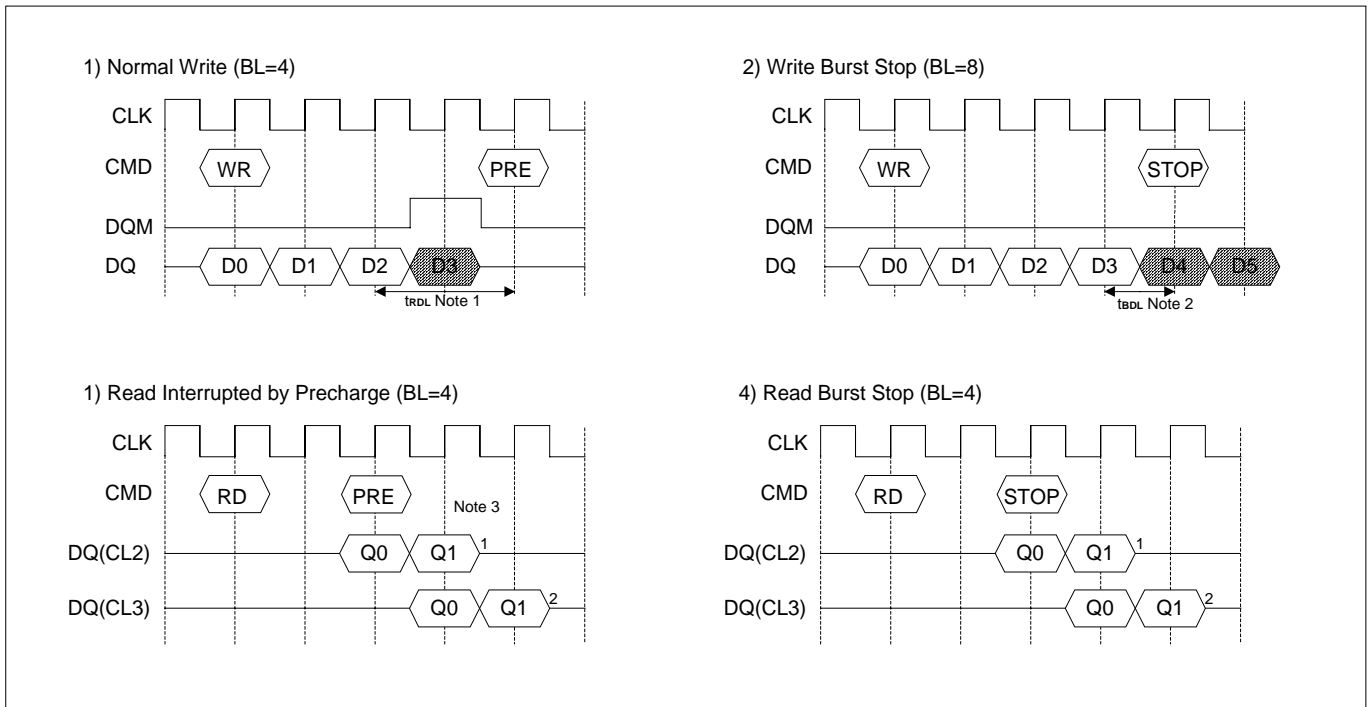 1) Normal Write (BL=4)
CLK
CMD WR PRE
DQM
DQ D0 D1 D2 D3
tRDL Note 1
2) Write Burst Stop (BL=8)
CLK
CMD WR STOP
DQM
DQ D0 D1 D2 D3 D4 D5
tBDL Note 2
1) Read Interrupted by Precharge (BL=4)
CLK
CMD RD PRE
Note 3
DQ(CL2) Q0 Q1 1
DQ(CL3) Q0 Q1 2
4) Read Burst Stop (BL=4)
CLK
CMD RD STOP
DQ(CL2) Q0 Q1 1
DQ(CL3) Q0 Q1 2